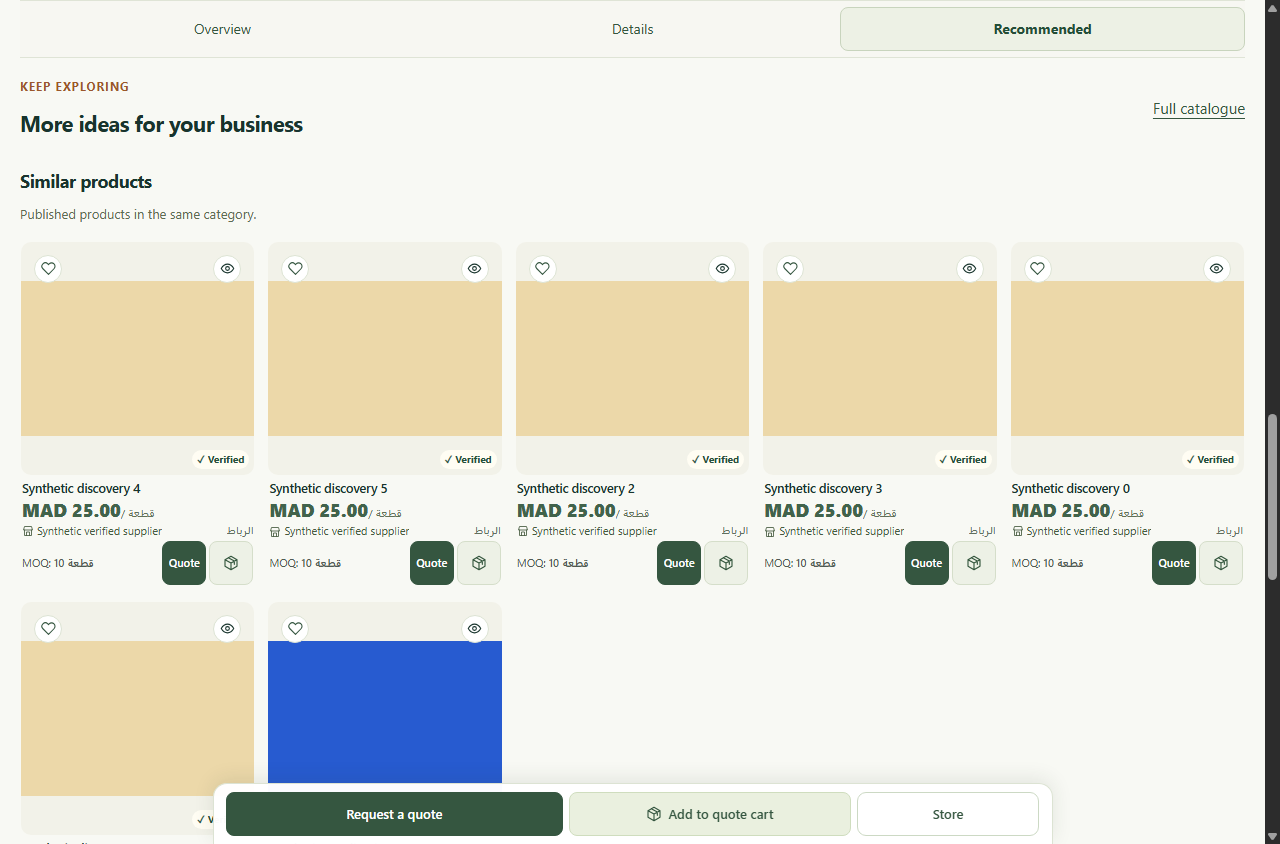 Overview Details Recommended
KEEP EXPLORING
Full catalogue
More ideas for your business
Similar products
Published products in the same category.
✓ Verified ✓ Verified ✓ Verified ✓ Verified ✓ Verified
Synthetic discovery 4 Synthetic discovery 5 Synthetic discovery 2 Synthetic discovery 3 Synthetic discovery 0
MAD 25.00 / قطعة MAD 25.00 / قطعة MAD 25.00 / قطعة MAD 25.00 / قطعة MAD 25.00 / قطعة
Synthetic verified supplier الرباط Synthetic verified supplier الرباط Synthetic verified supplier الرباط Synthetic verified supplier الرباط Synthetic verified supplier الرباط
MOQ: 10 قطعة Quote MOQ: 10 قطعة Quote MOQ: 10 قطعة Quote MOQ: 10 قطعة Quote MOQ: 10 قطعة Quote
Request a quote Add to quote cart Store